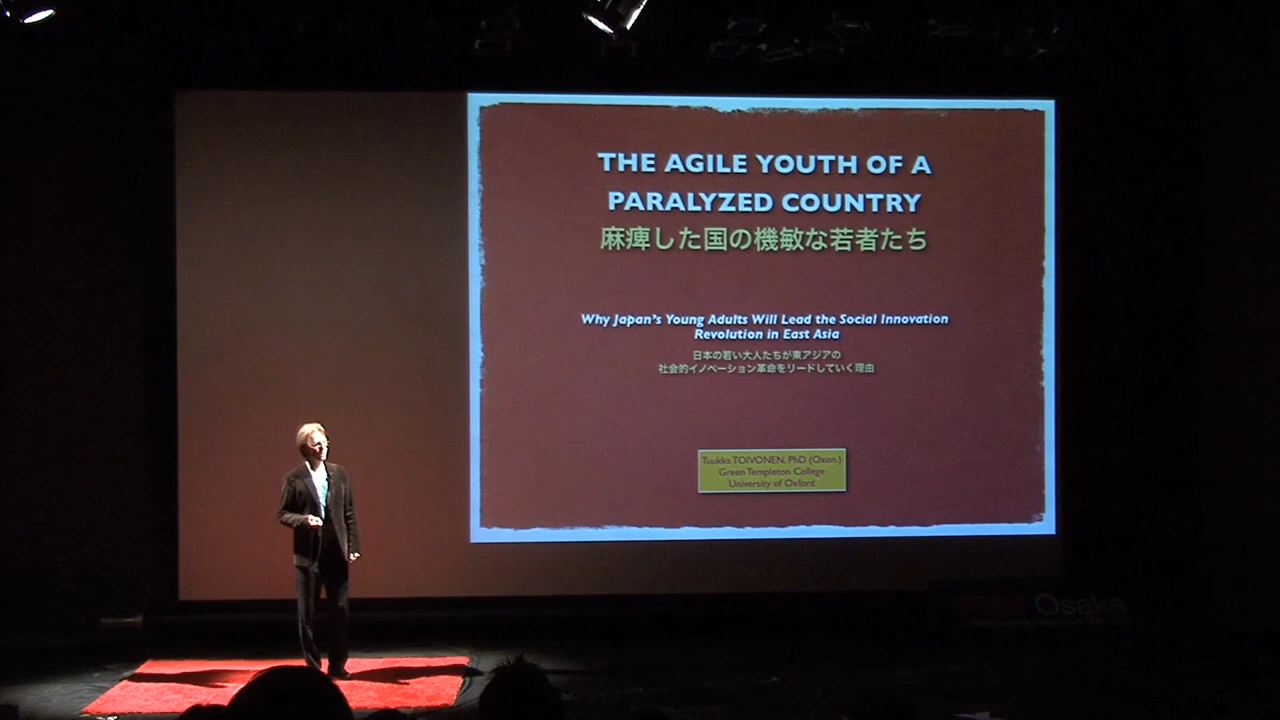 THE AGILE YOUTH OF A
PARALYZED COUNTRY
麻痺した国の機敏な若者たち
Why Japan's Young Adults Will Lead the Social Innovation
Revolution in East Asia
日本の若い大人たちが東アジアの
社会的イノベーション革命をリードしていく理由
Tuukka TOIVONEN, PhD (Oxon.)
Green Templeton College
University of Oxford
Osaka